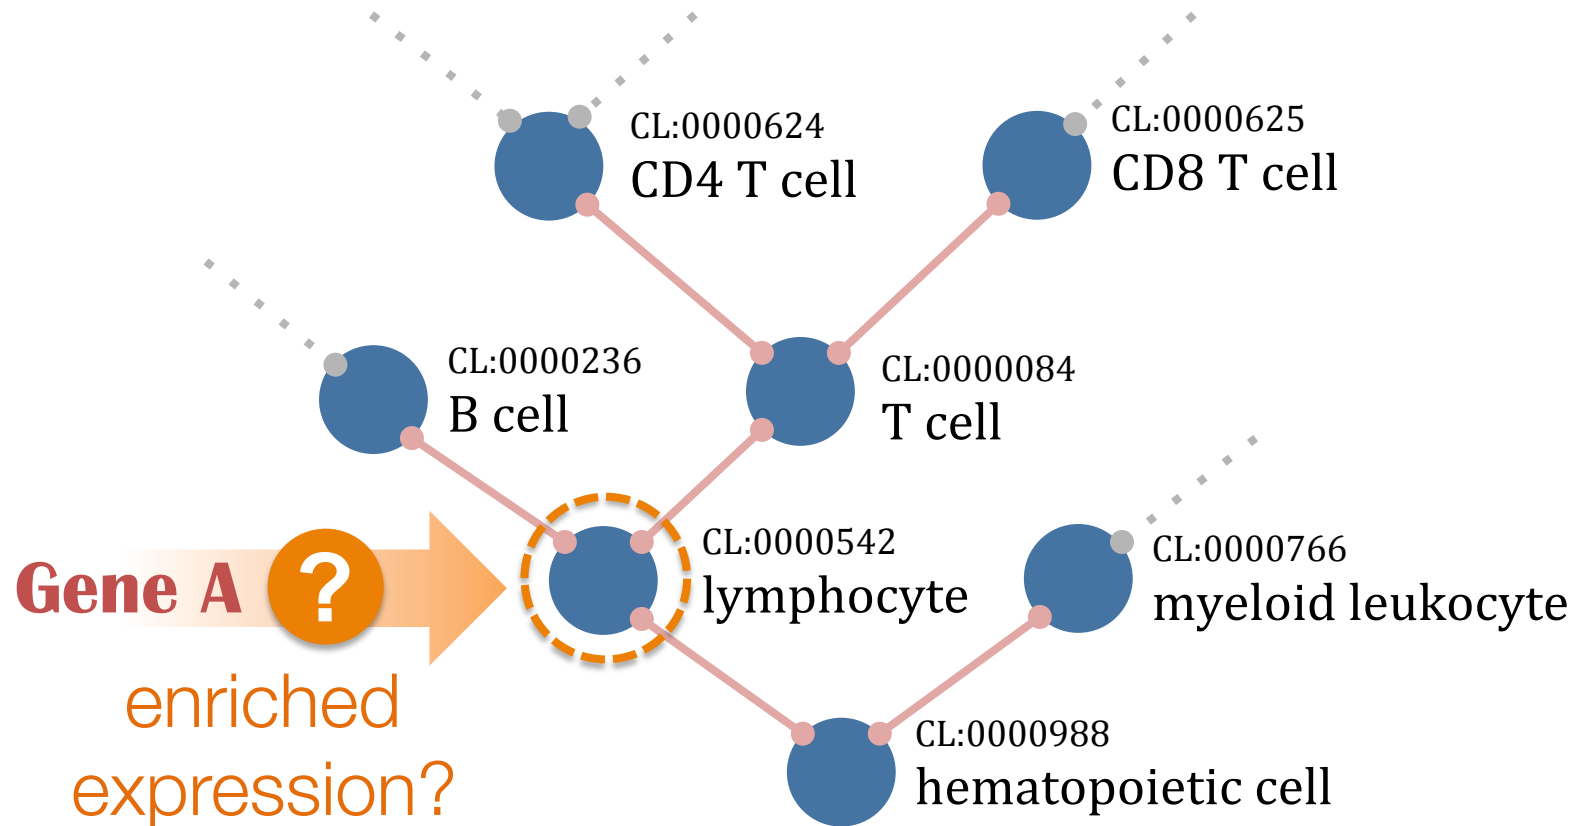 CL:0000624
CD4 T cell
CL:0000625
CD8 T cell
CL:0000236
B cell
CL:0000084
T cell
Gene A
?
enriched
expression?
CL:0000542
lymphocyte
CL:0000766
myeloid leukocyte
CL:0000988
hematopoietic cell